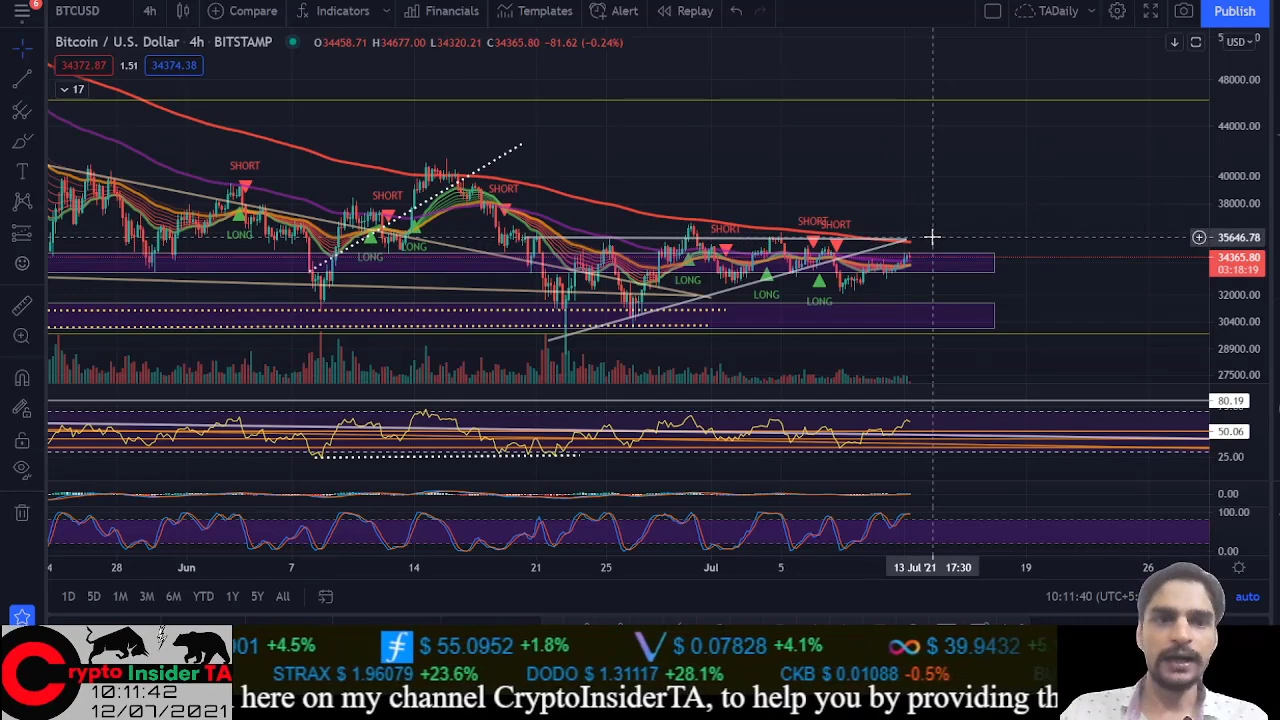 6
BTCUSD 4h Compare Indicators Financials Templates Alert Replay TADaily Publish
Bitcoin / U.S. Dollar · 4h · BITSTAMP O34458.71 H34677.00 L34320.21 C34365.80 -81.62 (-0.24%)
USD
34372.87 1.51 34374.38
17
48000.00
44000.00
40000.00
38000.00
35646.78
34365.80
03:18:19
32000.00
30400.00
28900.00
27500.00
SHORT
LONG
SHORT
LONG
LONG
SHORT
LONG
SHORT
LONG
SHORT
SHORT
LONG
80.19
50.06
25.00
0.00
100.00
0.00
28 Jun 7 14 21 25 Jul 5 13 Jul '21 17:30 19 26
1D 5D 1M 3M 6M YTD 1Y 5Y All
10:11:40 (UTC+5:
auto
001 +4.5% $ 55.0952 +1.8% $ 0.07828 +4.1% $ 39.9432 +5
STRAX $ 1.96079 +23.6% DODO $ 1.31117 +28.1% CKB $ 0.01088 -0.5%
Crypto Insider TA
10:11:42
12/07/2021
here on my channel CryptoInsiderTA, to help you by providing th